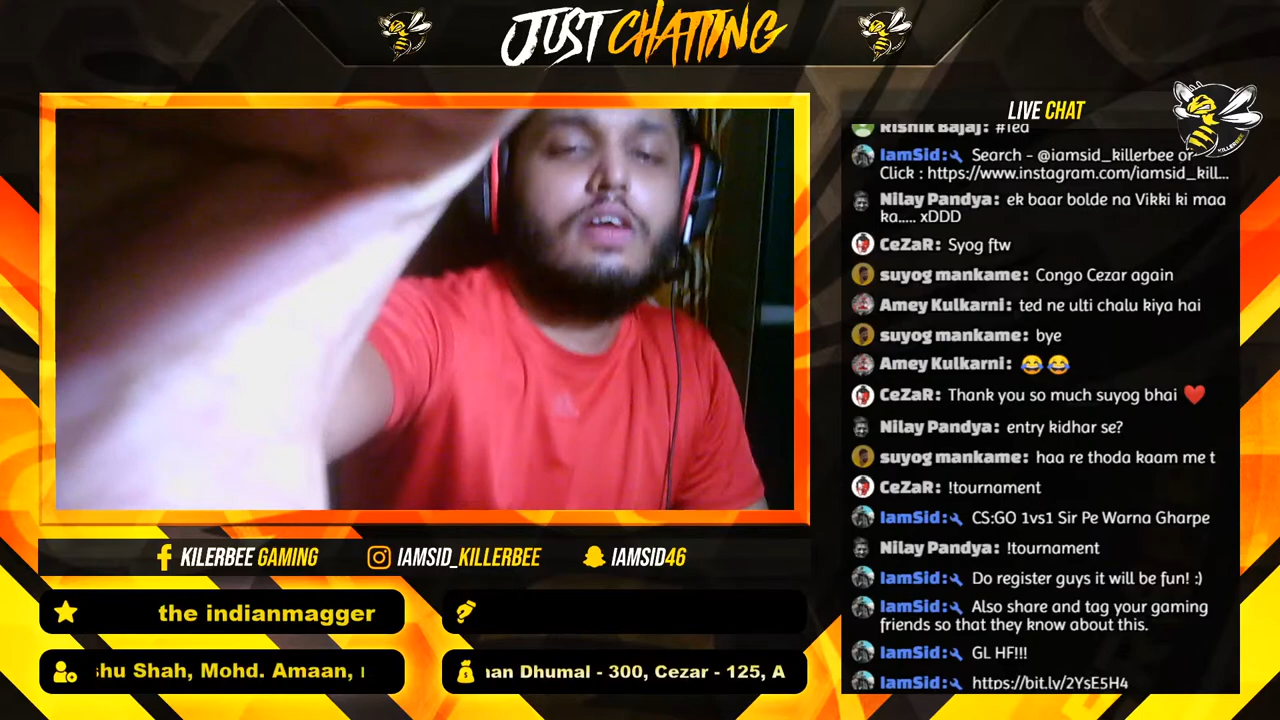 JUST CHATTING
LIVE CHAT
Rishik Bajaj: #Ted
IamSid: Search - @iamsid_killerbee or
Click : https://www.instagram.com/iamsid_kill...
Nilay Pandya: ek baar bolde na Vikki ki maa
ka..... xDDD
CeZaR: Syog ftw
suyog mankame: Congo Cezar again
Amey Kulkarni: ted ne ulti chalu kiya hai
suyog mankame: bye
Amey Kulkarni: 😂😂
CeZaR: Thank you so much suyog bhai ❤️
Nilay Pandya: entry kidhar se?
suyog mankame: haa re thoda kaam me t
CeZaR: !tournament
IamSid: CS:GO 1vs1 Sir Pe Warna Gharpe
Nilay Pandya: !tournament
IamSid: Do register guys it will be fun! :)
IamSid: Also share and tag your gaming
friends so that they know about this.
IamSid: GL HF!!!
IamSid: https://bit.ly/2YsE5H4
KILERBEE GAMING
IAMSID_KILLERBEE
IAMSID46
the indianmagger
shu Shah, Mohd. Amaan,
nan Dhumal - 300, Cezar - 125, A